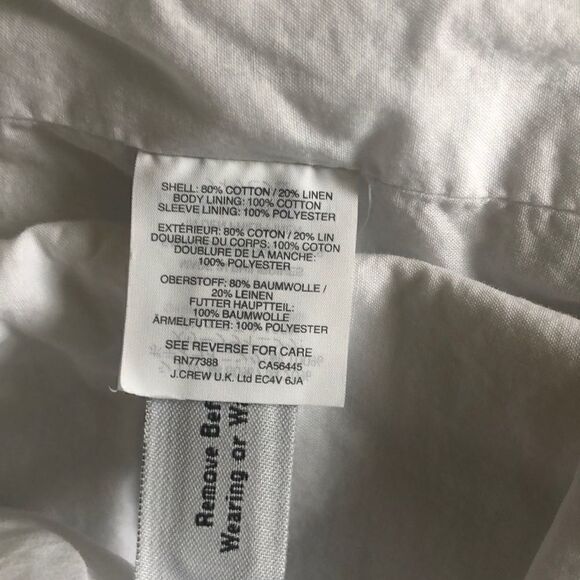 SHELL: 80% COTTON / 20% LINEN
BODY LINING: 100% COTTON
SLEEVE LINING: 100% POLYESTER
EXTÉRIEUR: 80% COTON / 20% LIN
DOUBLURE DU CORPS: 100% COTON
DOUBLURE DE LA MANCHE:
100% POLYESTER
OBERSTOFF: 80% BAUMWOLLE /
20% LEINEN
FUTTER HAUPTTEIL:
100% BAUMWOLLE
ÄRMELFUTTER: 100% POLYESTER
SEE REVERSE FOR CARE
RN77388 CA56445
J.CREW U.K. Ltd EC4V 6JA
Remove
Wearing or